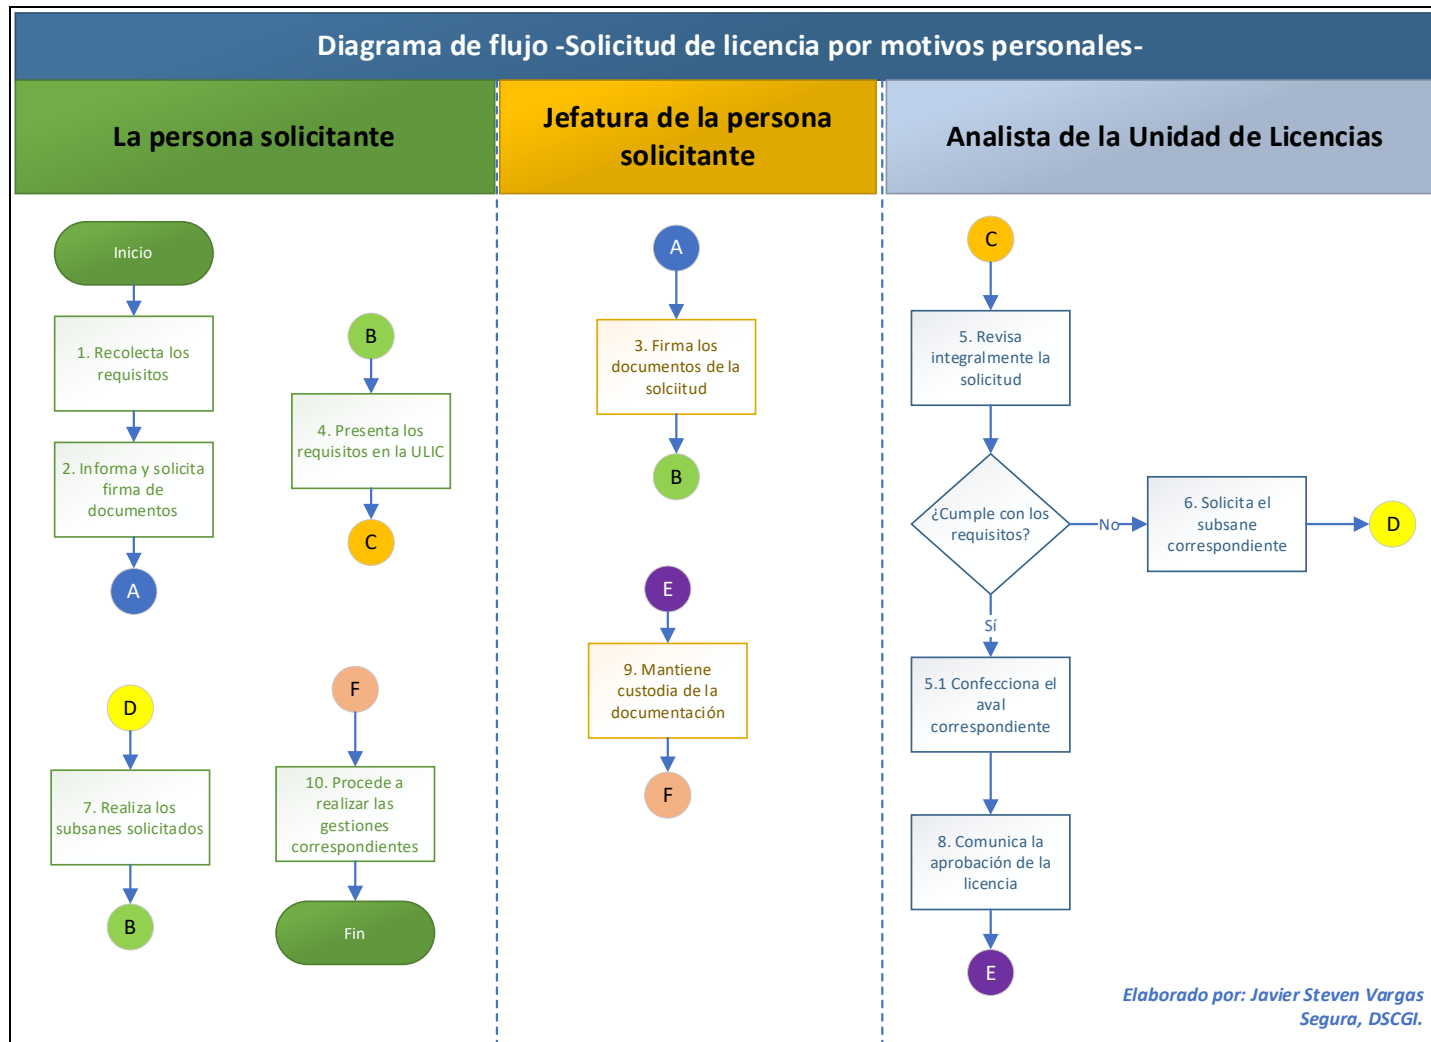 Diagrama de flujo -Solicitud de licencia por motivos personales-
La persona solicitante
Jefatura de la persona
solicitante
Analista de la Unidad de Licencias
Inicio
1. Recolecta los
requisitos
2. Informa y solicita
firma de
documentos
A
B
4. Presenta los
requisitos en la ULIC
C
D
7. Realiza los
subsanes solicitados
B
F
10. Procede a
realizar las
gestiones
correspondientes
Fin
A
3. Firma los
documentos de la
solciitud
B
E
9. Mantiene
custodia de la
documentación
F
C
5. Revisa
integralmente la
solicitud
¿Cumple con los
requisitos?
No
6. Solicita el
subsane
correspondiente
D
Sí
5.1 Confecciona el
aval
correspondiente
8. Comunica la
aprobación de la
licencia
E
Elaborado por: Javier Steven Vargas
Segura, DSCGI.